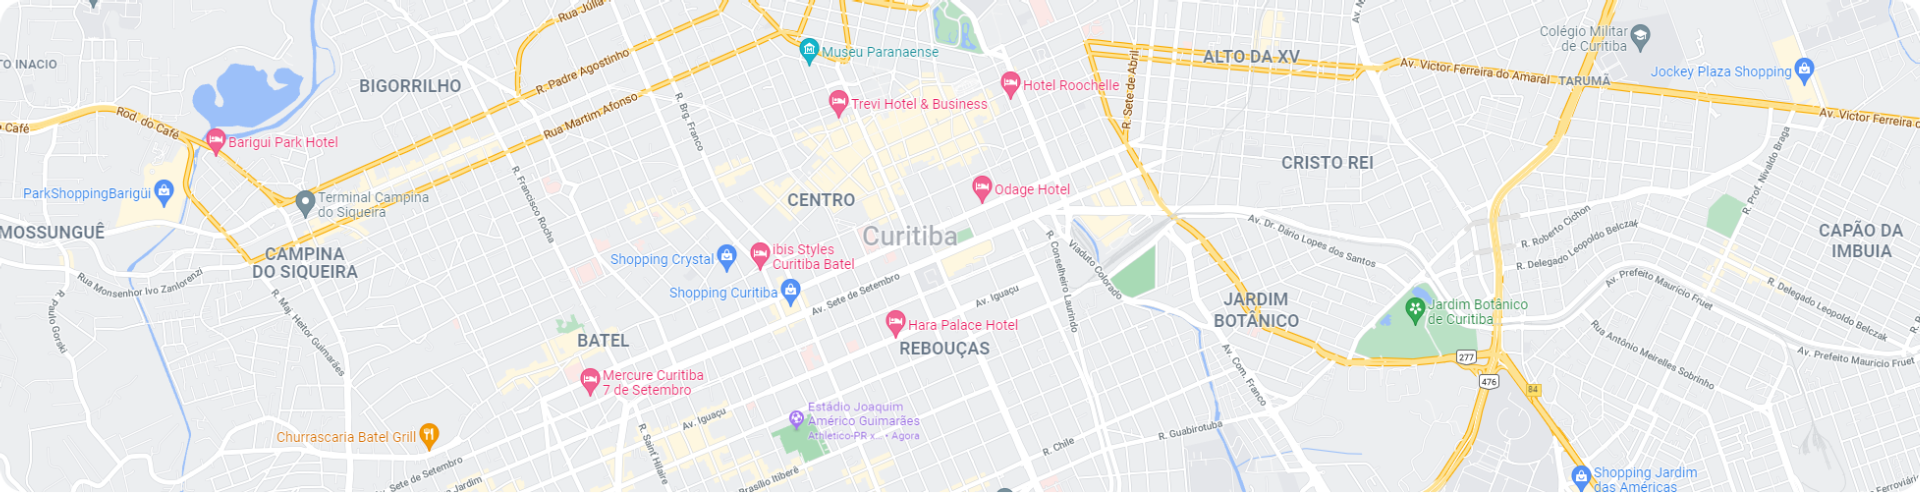 Rua Júlia
Museu Paranaense
ALTO DA XV
Colégio Militar
de Curitiba
TO INACIO
BIGORRILHO
R. Padre Agostinho
Hotel Roochelle
R. Sete de Abril
Av. Victor Ferreira do Amaral
TARUMÃ
Jockey Plaza Shopping
Trevi Hotel & Business
Rua Martim Afonso
R. Brg. Franco
Café
Rod. do Café
Av. Victor Ferreira
Barigui Park Hotel
CRISTO REI
R. Prof. Nivaldo Braga
ParkShoppingBarigüi
Terminal Campina
do Siqueira
R. Francisco Rocha
CENTRO
Odage Hotel
MOSSUNGUÊ
CAMPINA
DO SIQUEIRA
Curitiba
Av. Dr. Dário Lopes dos Santos
R. Roberto Cichon
R. Delegado Leopoldo Belczak
CAPÃO DA
IMBUIA
Shopping Crystal
ibis Styles
Curitiba Batel
Viaduto Colorado
R. Conselheiro Laurindo
Rua Monsenhor Ivo Zanlorenzi
R. Maj. Heitor Guimarães
R. Paulo Gorski
Shopping Curitiba
Av. Sete de Setembro
Av. Iguaçu
JARDIM
BOTÂNICO
Jardim Botânico
de Curitiba
Av. Prefeito Maurício Fruet
R. Delegado Leopoldo Belczak
Hara Palace Hotel
REBOUÇAS
BATEL
Rua Antônio Meirelles Sobrinho
Av. Prefeito Maurício Fruet
277
476
84
Mercure Curitiba
7 de Setembro
Av. Com. Franco
Av. Iguaçu
Estádio Joaquim
Américo Guimarães
Athletico-PR x... • Agora
Churrascaria Batel Grill
R. Saint Hilaire
R. Chile
R. Guabirotuba
Sete de Setembro
Jardim
Brasílio Itiberê
Shopping Jardim
das Américas
Ferroviário